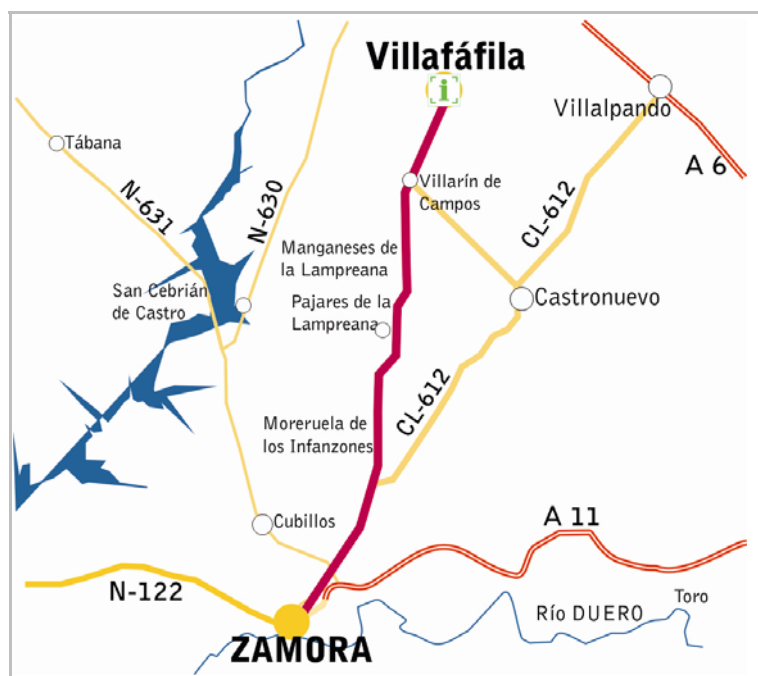 Villafáfila
i
Villalpando
A 6
Tábana
N-631
N-630
Villarín de
Campos
CL-612
Manganeses de
la Lampreana
San Cebrián
de Castro
Pajares de la
Lampreana
Castronuevo
CL-612
Moreruela de
los Infanzones
Cubillos
A 11
N-122
Río DUERO
Toro
ZAMORA